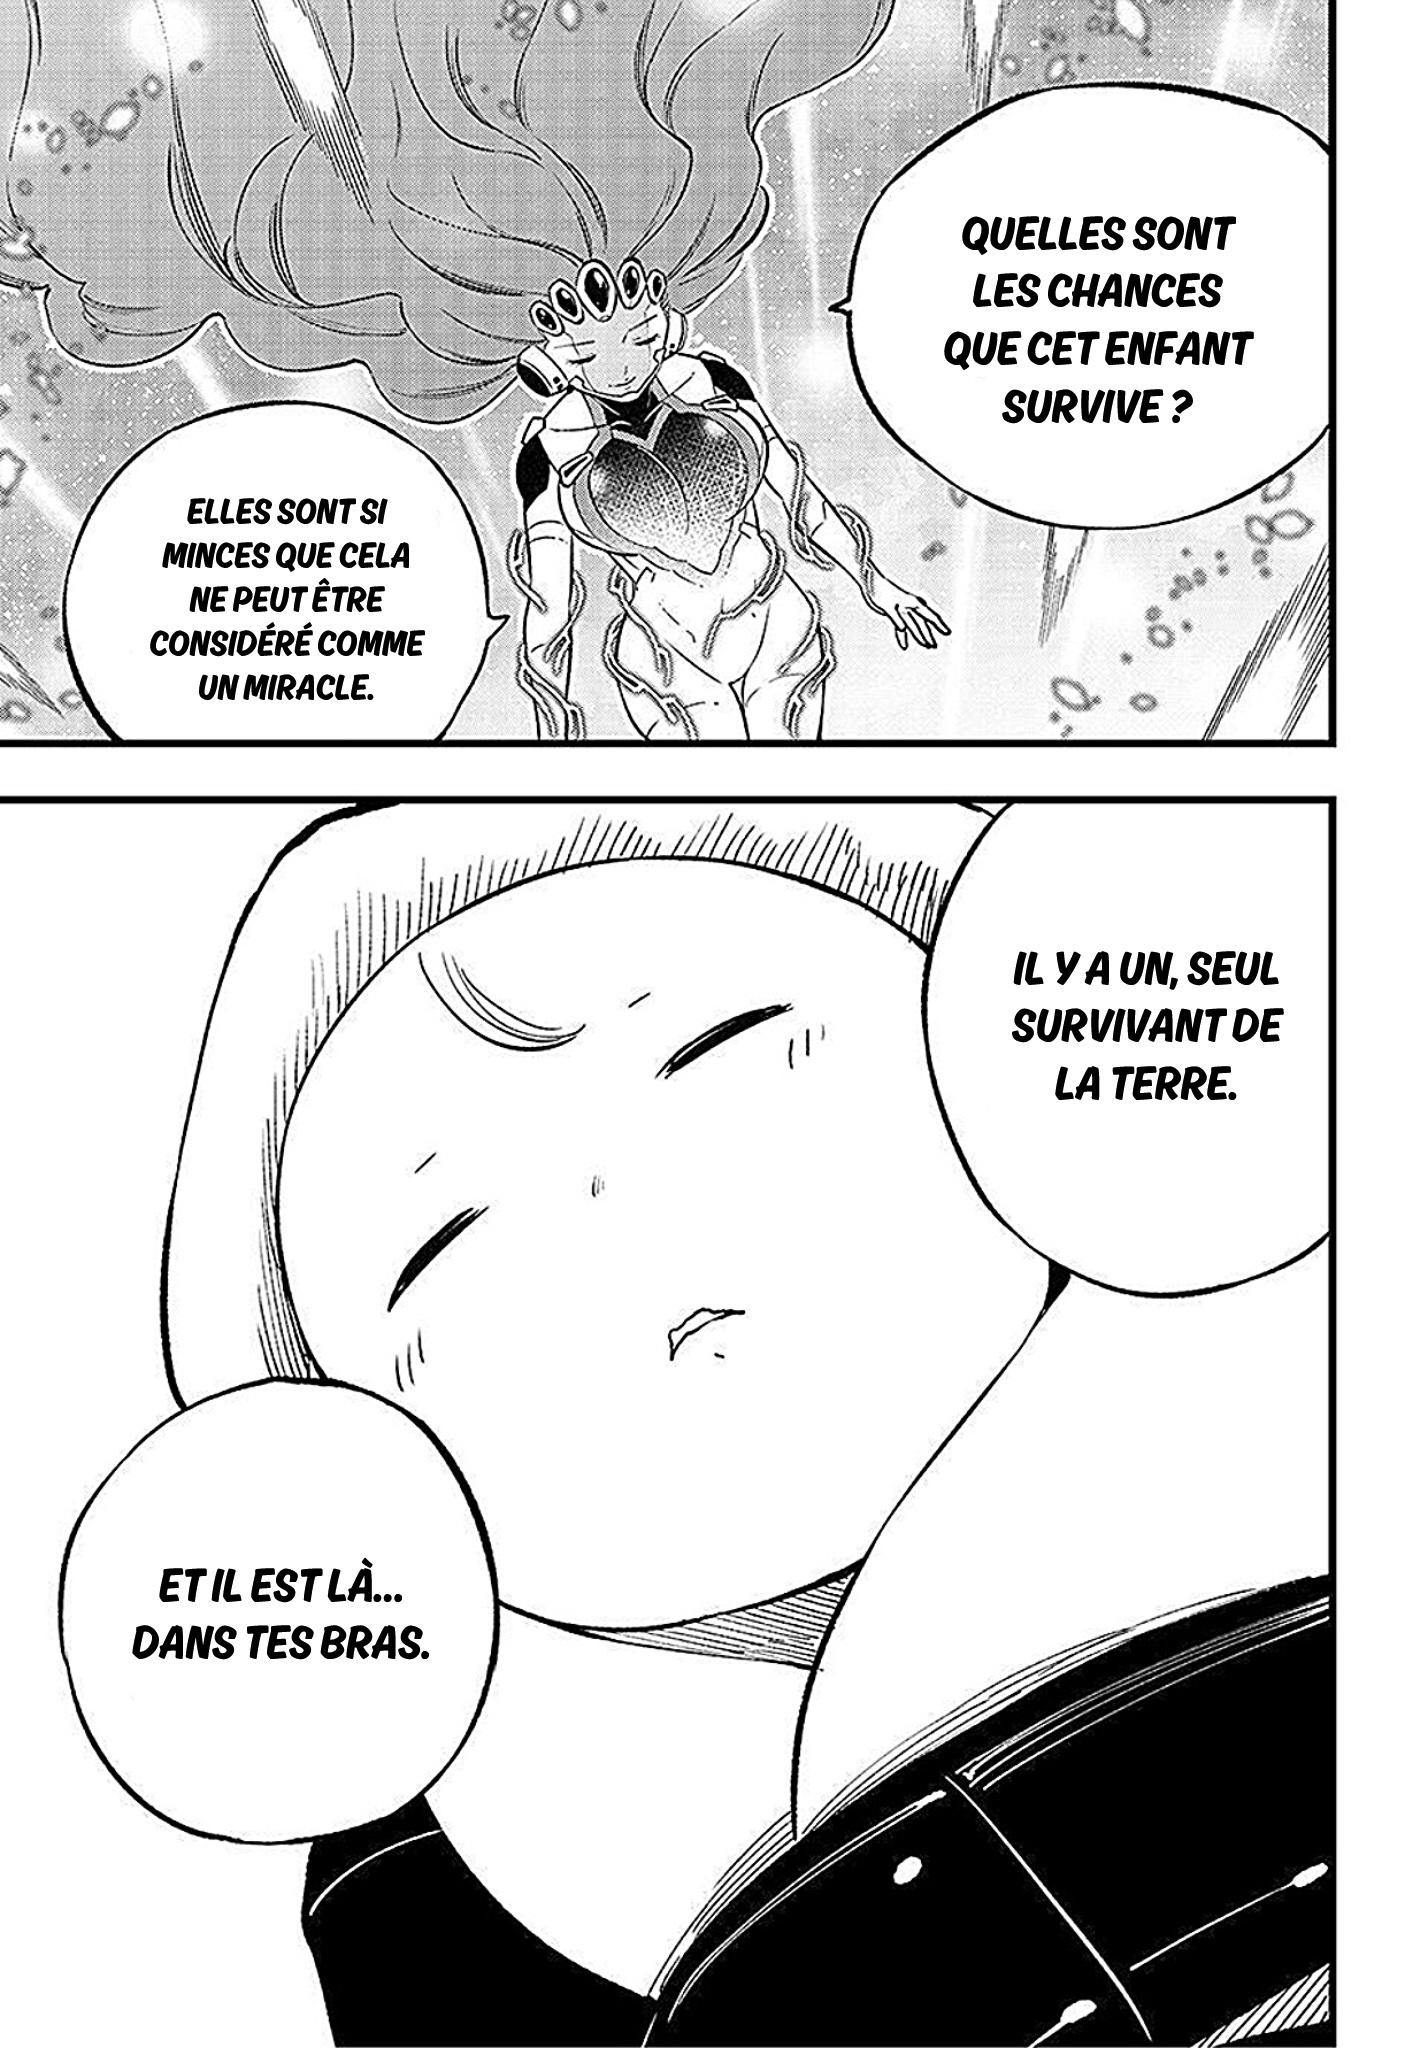 QUELLES SONT
LES CHANCES
QUE CET ENFANT
SURVIVE ?
ELLES SONT SI
MINCES QUE CELA
NE PEUT ÊTRE
CONSIDÉRÉ COMME
UN MIRACLE.
IL Y A UN, SEUL
SURVIVANT DE
LA TERRE.
ET IL EST LÀ...
DANS TES BRAS.